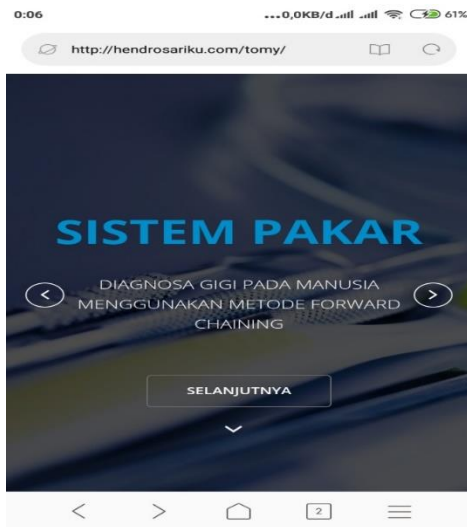 0:06 ...0,0KB/d 61%
http://hendrosariku.com/tomy/
SISTEM PAKAR
DIAGNOSA GIGI PADA MANUSIA
MENGGUNAKAN METODE FORWARD
CHAINING
SELANJUTNYA
2